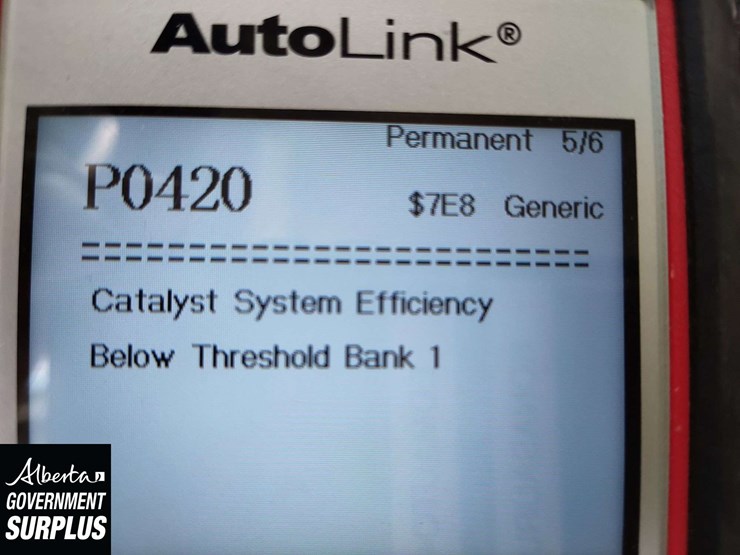 AutoLink®
Permanent 5/6
P0420
$7E8 Generic
============================
Catalyst System Efficiency
Below Threshold Bank 1
Alberta
GOVERNMENT
SURPLUS